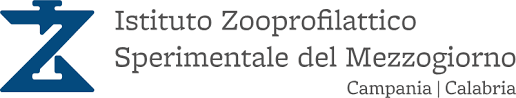 Istituto Zooprofilattico
Sperimentale del Mezzogiorno
Campania | Calabria